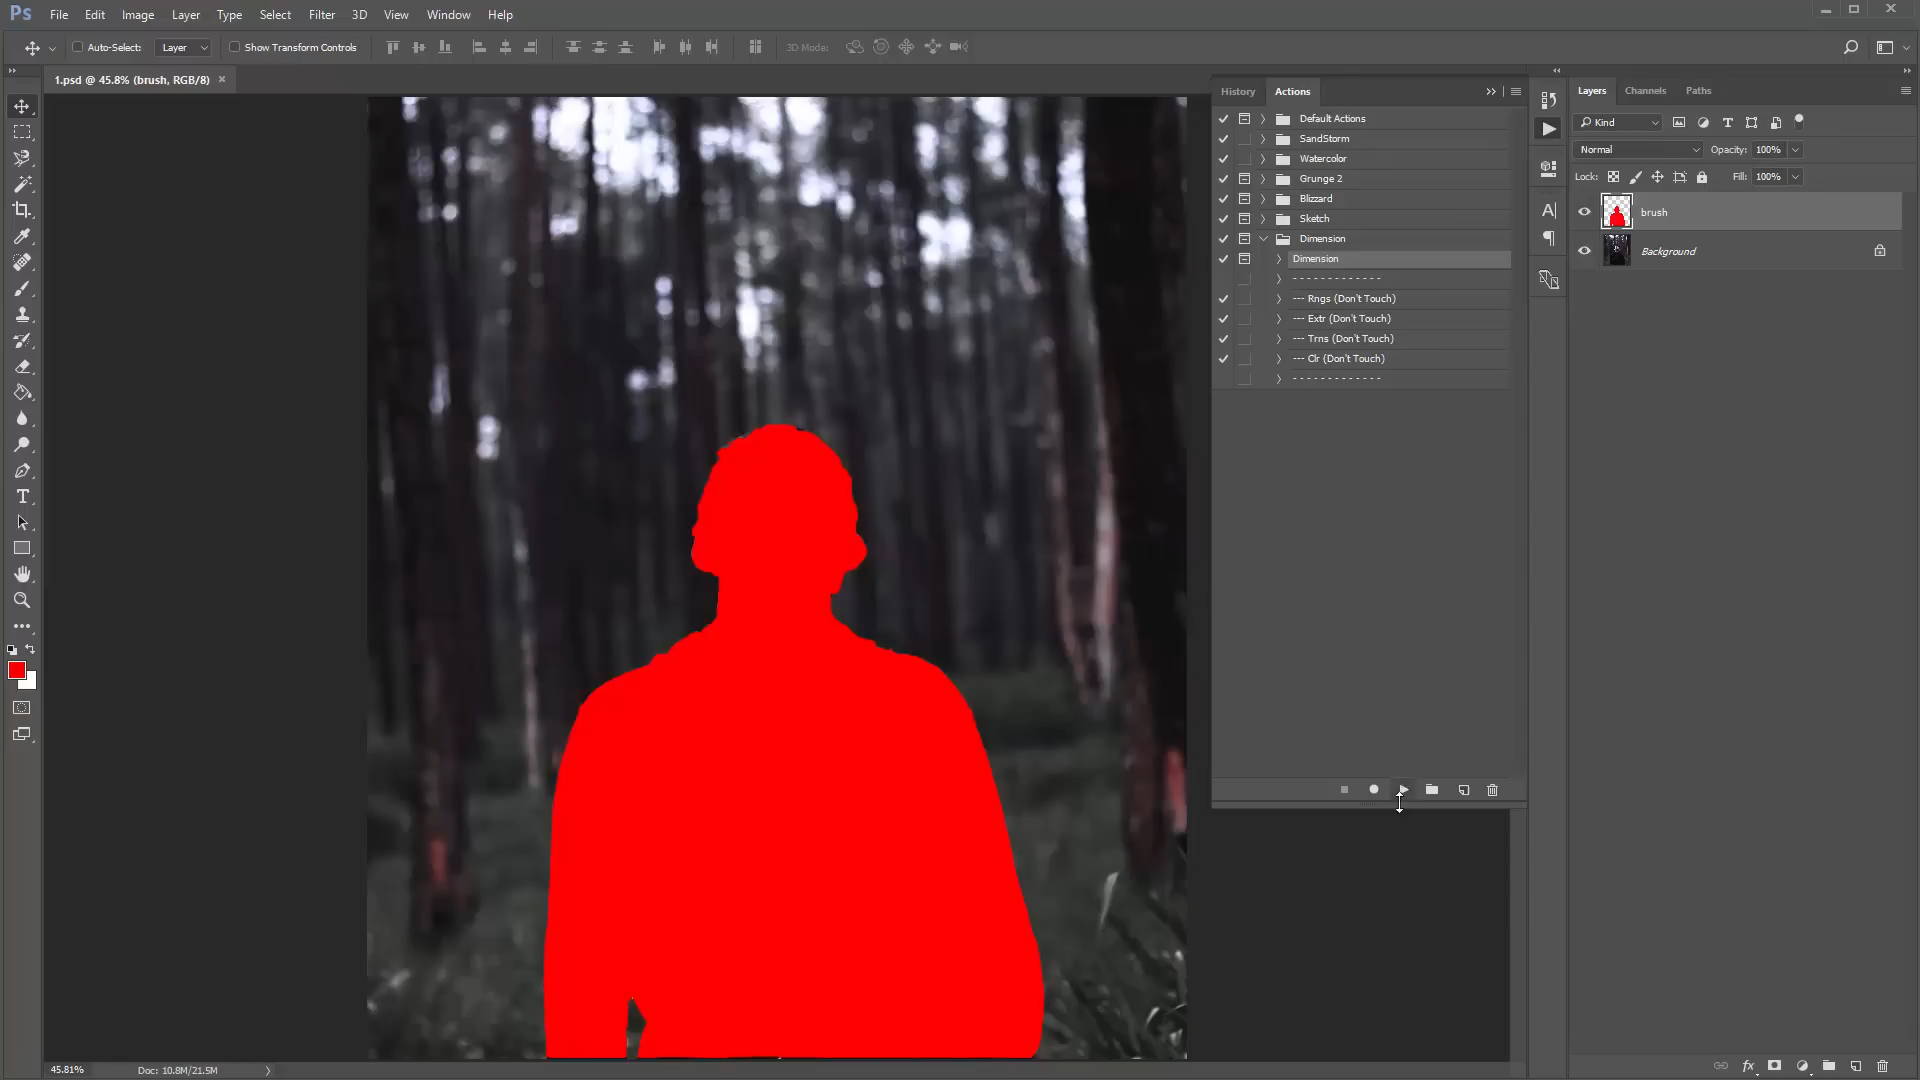 Ps File Edit Image Layer Type Select Filter 3D View Window Help
Auto-Select: Layer Show Transform Controls 3D Mode:
1.psd @ 45.8% (brush, RGB/8) ×
History Actions
Default Actions
SandStorm
Watercolor
Grunge 2
Blizzard
Sketch
Dimension
Dimension
- - - - - - - - - - - - -
--- Rngs (Don't Touch)
--- Extr (Don't Touch)
--- Trns (Don't Touch)
--- Clr (Don't Touch)
- - - - - - - - - - - - -
Layers Channels Paths
Kind
Normal Opacity: 100%
Lock: Fill: 100%
brush
Background
45.81% Doc: 10.8M/21.5M